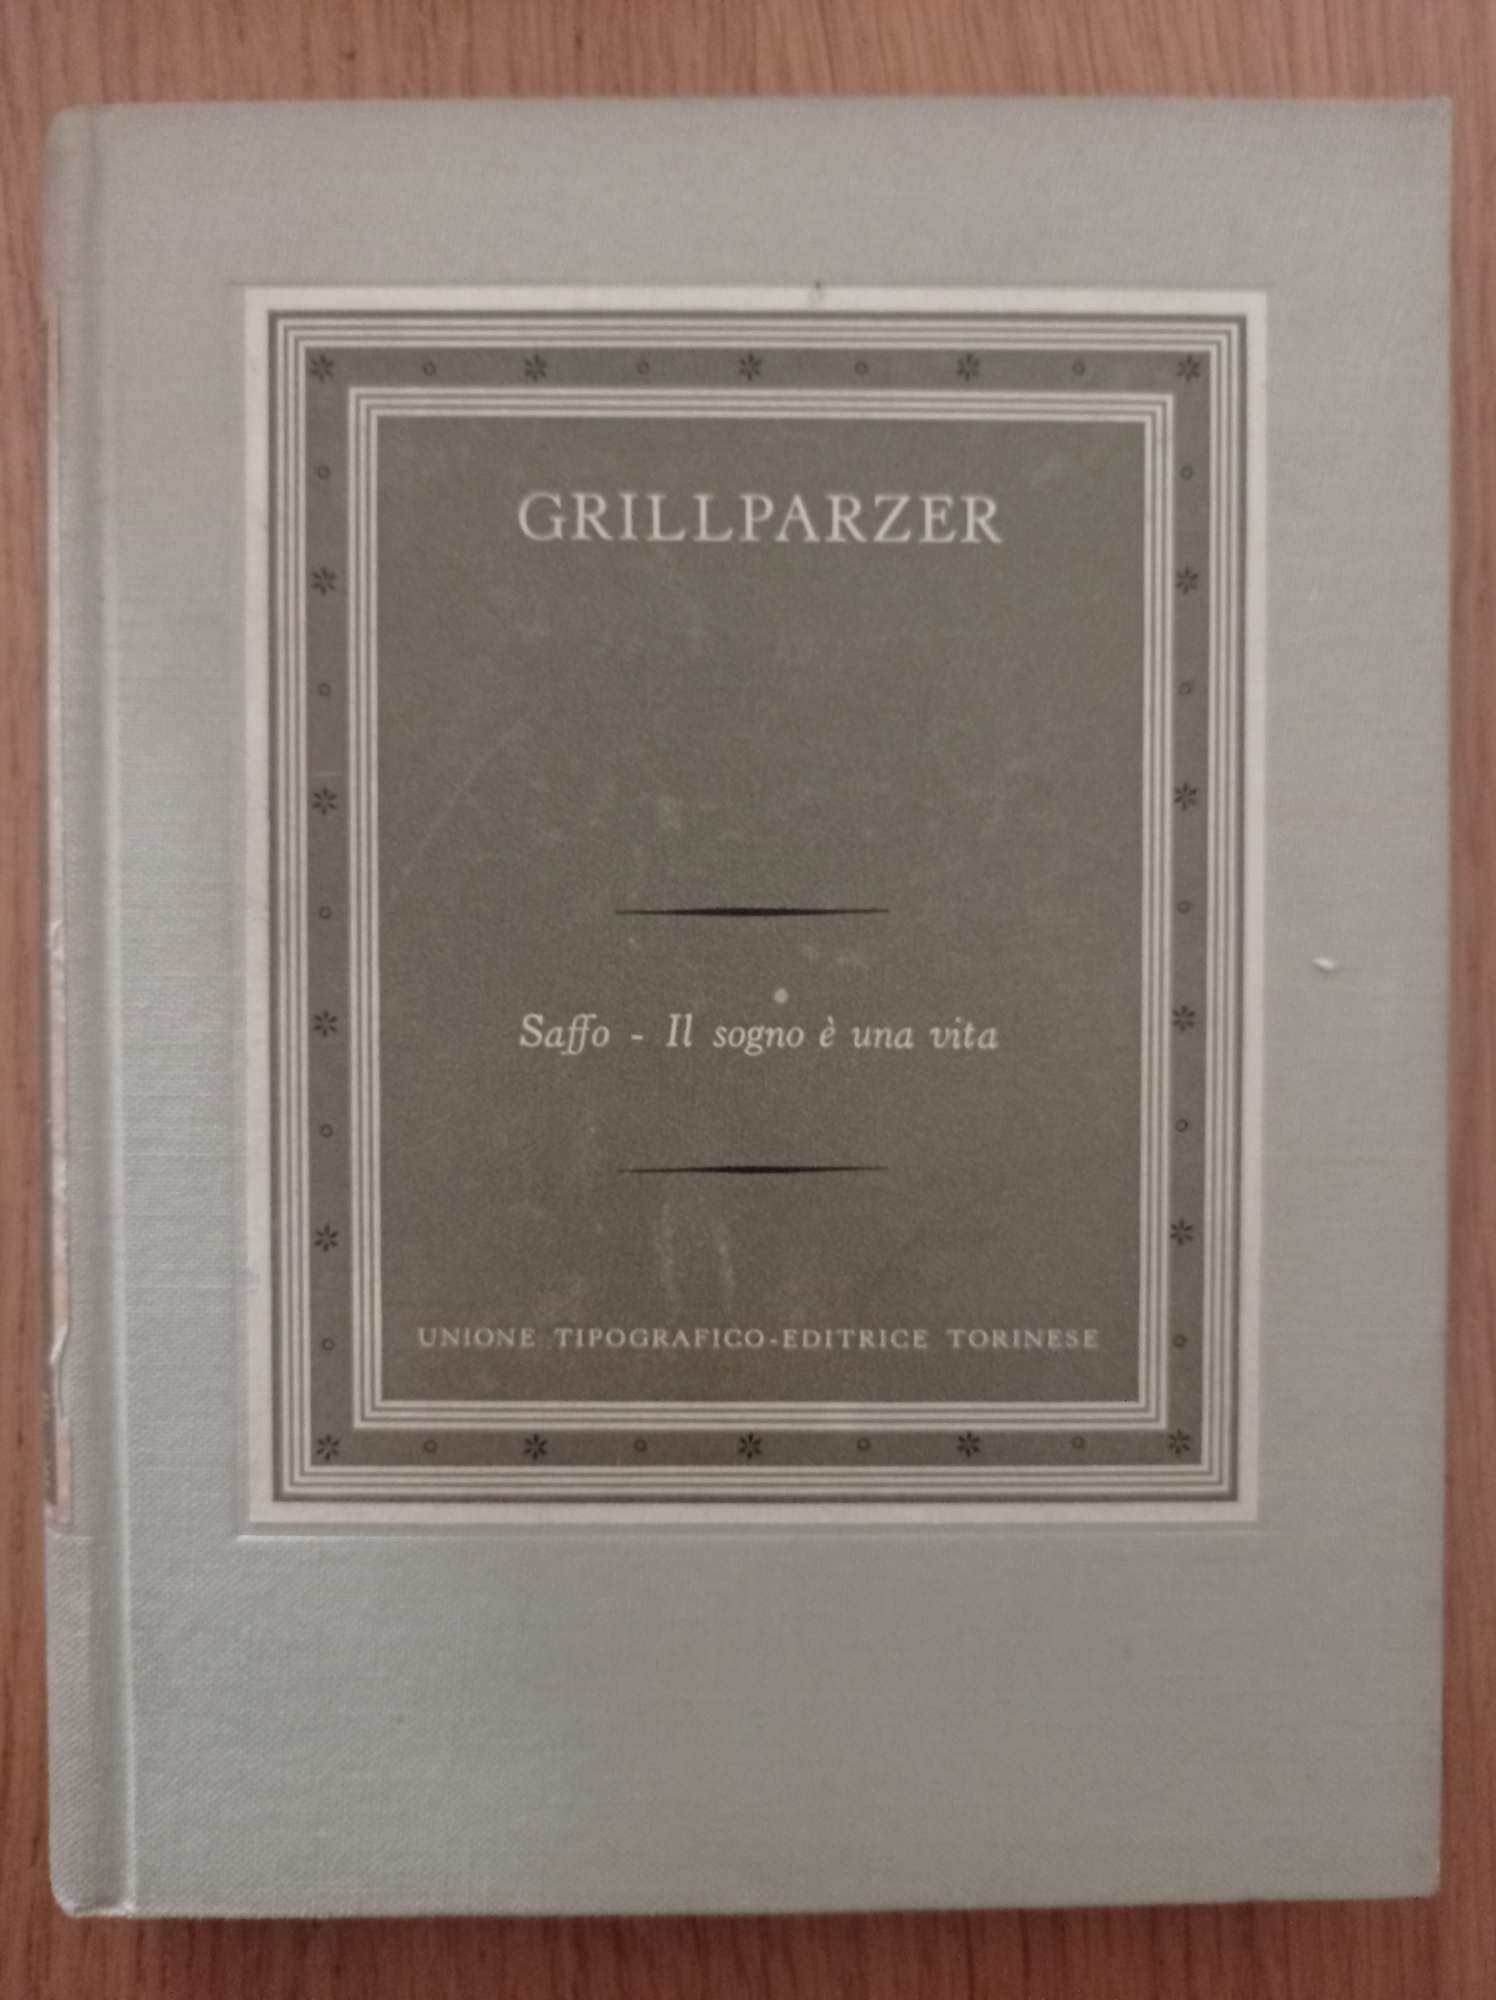 GRILLPARZER
Saffo - Il sogno è una vita
UNIONE TIPOGRAFICO-EDITRICE TORINESE